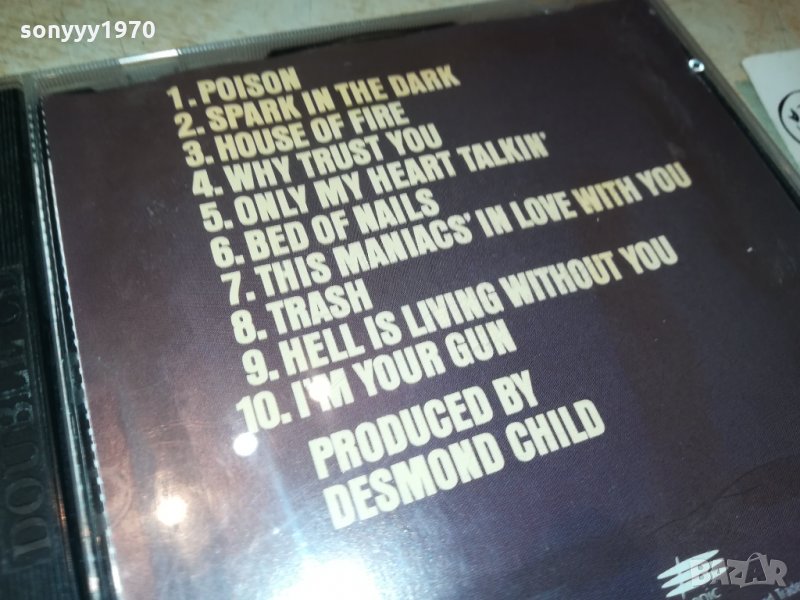 sonyyy1970
1. POISON
2. SPARK IN THE DARK
3. HOUSE OF FIRE
4. WHY TRUST YOU
5. ONLY MY HEART TALKIN'
6. BED OF NAILS
7. THIS MANIACS' IN LOVE WITH YOU
8. TRASH
9. HELL IS LIVING WITHOUT YOU
10. I'M YOUR GUN
PRODUCED BY
DESMOND CHILD
DOUBLE
BAZAR